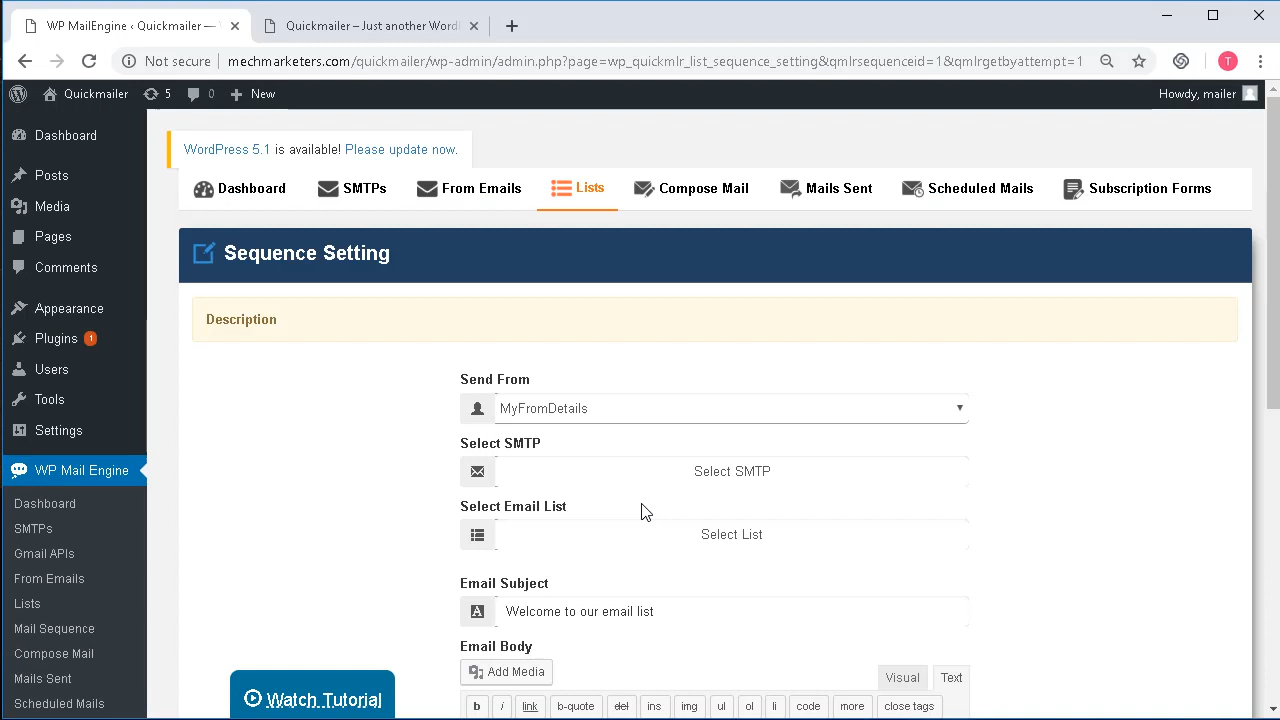 WP MailEngine ‹ Quickmailer —
Quickmailer – Just another Word
Not secure | mechmarketers.com/quickmailer/wp-admin/admin.php?page=wp_quickmlr_list_sequence_setting&qmlrsequenceid=1&qmlrgetbyattempt=1
T
Quickmailer 5 0 New
Howdy, mailer
Dashboard
Posts
Media
Pages
Comments
Appearance
Plugins 1
Users
Tools
Settings
WP Mail Engine
Dashboard
SMTPs
Gmail APIs
From Emails
Lists
Mail Sequence
Compose Mail
Mails Sent
Scheduled Mails
WordPress 5.1 is available! Please update now.
Dashboard SMTPs From Emails Lists Compose Mail Mails Sent Scheduled Mails Subscription Forms
Sequence Setting
Description
Send From
MyFromDetails
Select SMTP
Select SMTP
Select Email List
Select List
Email Subject
A Welcome to our email list
Email Body
Add Media
Visual Text
b i link b-quote del ins img ul ol li code more close tags
Watch Tutorial